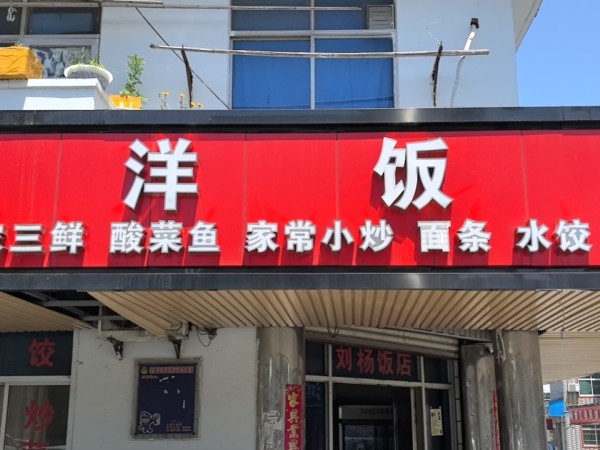 洋 饭
三鲜 酸菜鱼 家常小炒 面条 水饺
刘杨饭店
饺
炒